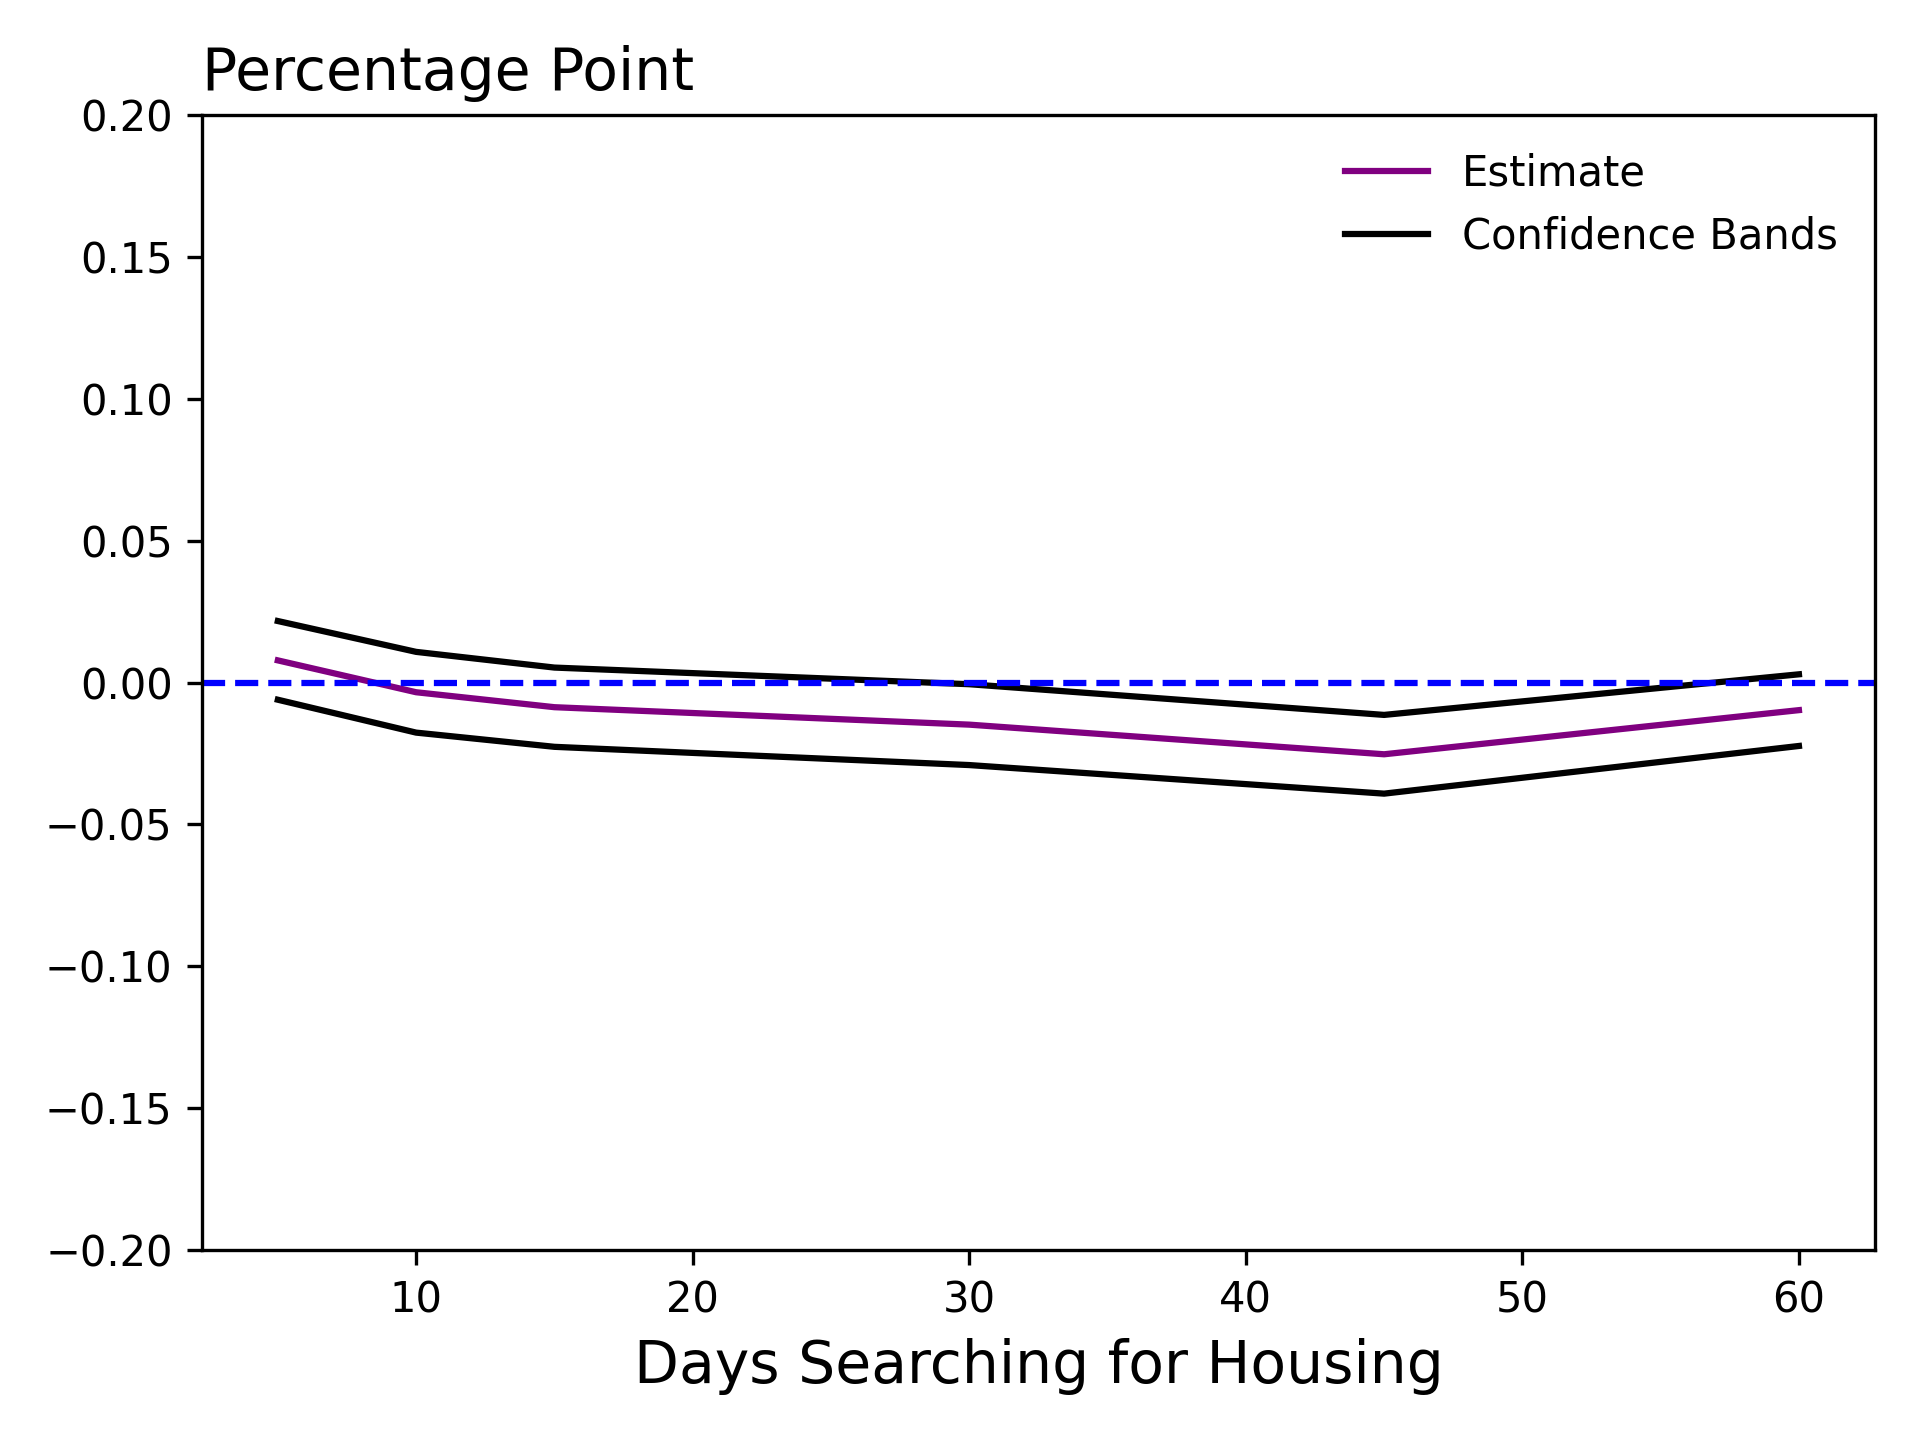 Percentage Point
0.20
0.15
0.10
0.05
0.00
−0.05
−0.10
−0.15
−0.20
Estimate
Confidence Bands
10 20 30 40 50 60
Days Searching for Housing